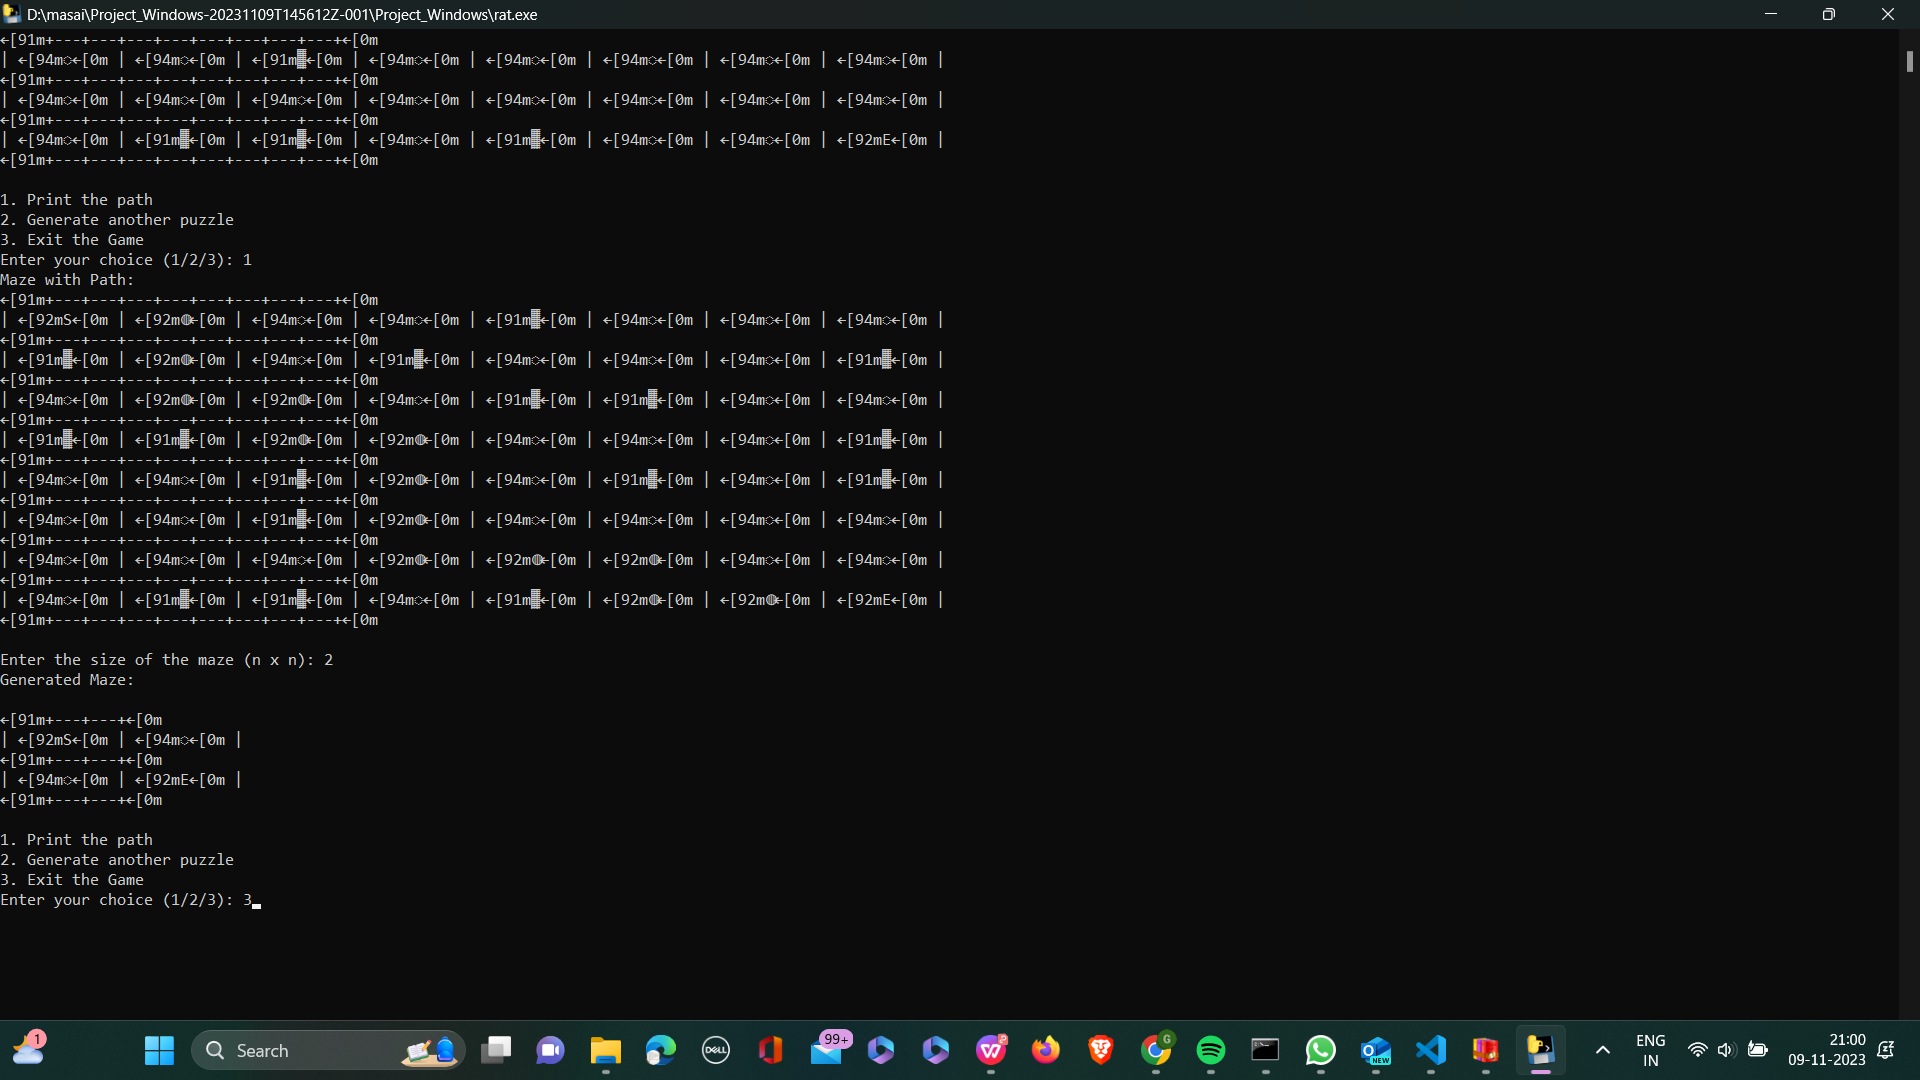 D:\masai\Project_Windows-20231109T145612Z-001\Project_Windows\rat.exe
←[91m+---+---+---+---+---+---+---+---+←[0m
| ←[94m◌←[0m | ←[94m◌←[0m | ←[91m▓←[0m | ←[94m◌←[0m | ←[94m◌←[0m | ←[94m◌←[0m | ←[94m◌←[0m | ←[94m◌←[0m |
←[91m+---+---+---+---+---+---+---+---+←[0m
| ←[94m◌←[0m | ←[94m◌←[0m | ←[94m◌←[0m | ←[94m◌←[0m | ←[94m◌←[0m | ←[94m◌←[0m | ←[94m◌←[0m | ←[94m◌←[0m |
←[91m+---+---+---+---+---+---+---+---+←[0m
| ←[94m◌←[0m | ←[91m▓←[0m | ←[91m▓←[0m | ←[94m◌←[0m | ←[91m▓←[0m | ←[94m◌←[0m | ←[94m◌←[0m | ←[92mE←[0m |
←[91m+---+---+---+---+---+---+---+---+←[0m
1. Print the path
2. Generate another puzzle
3. Exit the Game
Enter your choice (1/2/3): 1
Maze with Path:
←[91m+---+---+---+---+---+---+---+---+←[0m
| ←[92mS←[0m | ←[92m◍←[0m | ←[94m◌←[0m | ←[94m◌←[0m | ←[91m▓←[0m | ←[94m◌←[0m | ←[94m◌←[0m | ←[94m◌←[0m |
←[91m+---+---+---+---+---+---+---+---+←[0m
| ←[91m▓←[0m | ←[92m◍←[0m | ←[94m◌←[0m | ←[91m▓←[0m | ←[94m◌←[0m | ←[94m◌←[0m | ←[94m◌←[0m | ←[91m▓←[0m |
←[91m+---+---+---+---+---+---+---+---+←[0m
| ←[94m◌←[0m | ←[92m◍←[0m | ←[92m◍←[0m | ←[94m◌←[0m | ←[91m▓←[0m | ←[91m▓←[0m | ←[94m◌←[0m | ←[94m◌←[0m |
←[91m+---+---+---+---+---+---+---+---+←[0m
| ←[91m▓←[0m | ←[91m▓←[0m | ←[92m◍←[0m | ←[92m◍←[0m | ←[94m◌←[0m | ←[94m◌←[0m | ←[94m◌←[0m | ←[91m▓←[0m |
←[91m+---+---+---+---+---+---+---+---+←[0m
| ←[94m◌←[0m | ←[94m◌←[0m | ←[91m▓←[0m | ←[92m◍←[0m | ←[94m◌←[0m | ←[91m▓←[0m | ←[94m◌←[0m | ←[91m▓←[0m |
←[91m+---+---+---+---+---+---+---+---+←[0m
| ←[94m◌←[0m | ←[94m◌←[0m | ←[91m▓←[0m | ←[92m◍←[0m | ←[94m◌←[0m | ←[94m◌←[0m | ←[94m◌←[0m | ←[94m◌←[0m |
←[91m+---+---+---+---+---+---+---+---+←[0m
| ←[94m◌←[0m | ←[94m◌←[0m | ←[94m◌←[0m | ←[92m◍←[0m | ←[92m◍←[0m | ←[92m◍←[0m | ←[94m◌←[0m | ←[94m◌←[0m |
←[91m+---+---+---+---+---+---+---+---+←[0m
| ←[94m◌←[0m | ←[91m▓←[0m | ←[91m▓←[0m | ←[94m◌←[0m | ←[91m▓←[0m | ←[92m◍←[0m | ←[92m◍←[0m | ←[92mE←[0m |
←[91m+---+---+---+---+---+---+---+---+←[0m
Enter the size of the maze (n x n): 2
Generated Maze:
←[91m+---+---+←[0m
| ←[92mS←[0m | ←[94m◌←[0m |
←[91m+---+---+←[0m
| ←[94m◌←[0m | ←[92mE←[0m |
←[91m+---+---+←[0m
1. Print the path
2. Generate another puzzle
3. Exit the Game
Enter your choice (1/2/3): 3
1
Search
DELL
99+
G
NEW
ENG
IN
21:00
09-11-2023